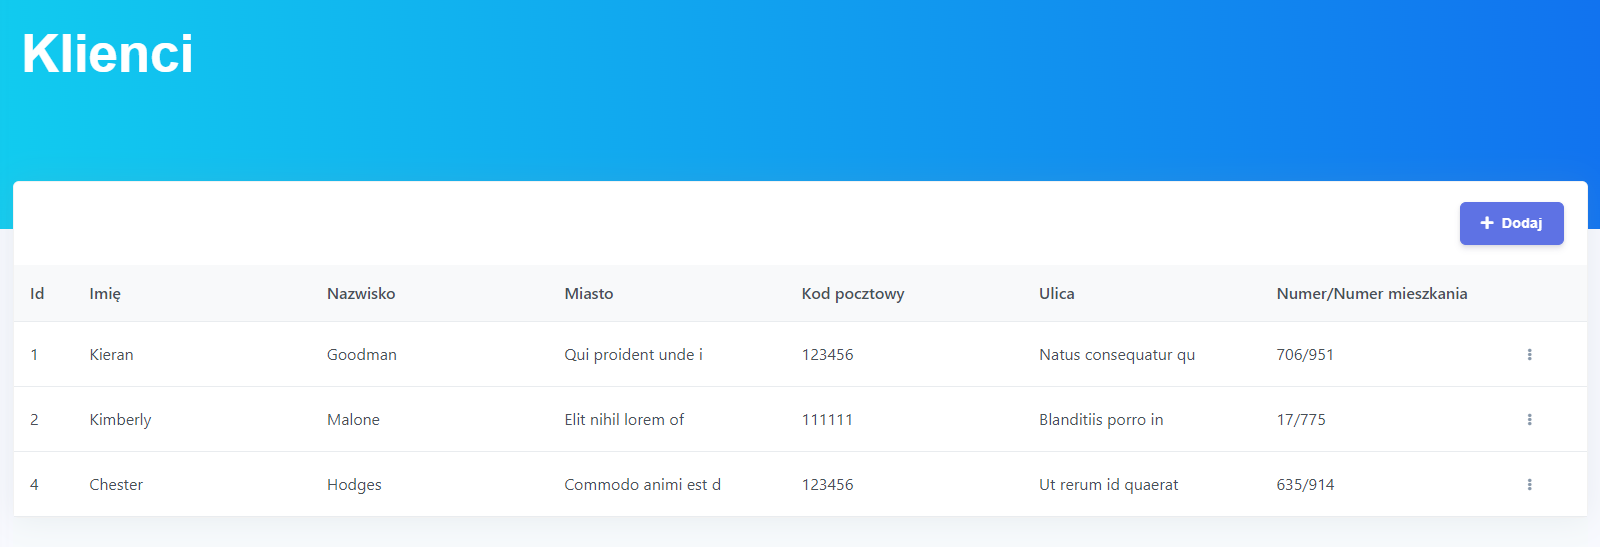 Klienci
Dodaj
Id Imię Nazwisko Miasto Kod pocztowy Ulica Numer/Numer mieszkania
1 Kieran Goodman Qui proident unde i 123456 Natus consequatur qu 706/951
2 Kimberly Malone Elit nihil lorem of 111111 Blanditiis porro in 17/775
4 Chester Hodges Commodo animi est d 123456 Ut rerum id quaerat 635/914